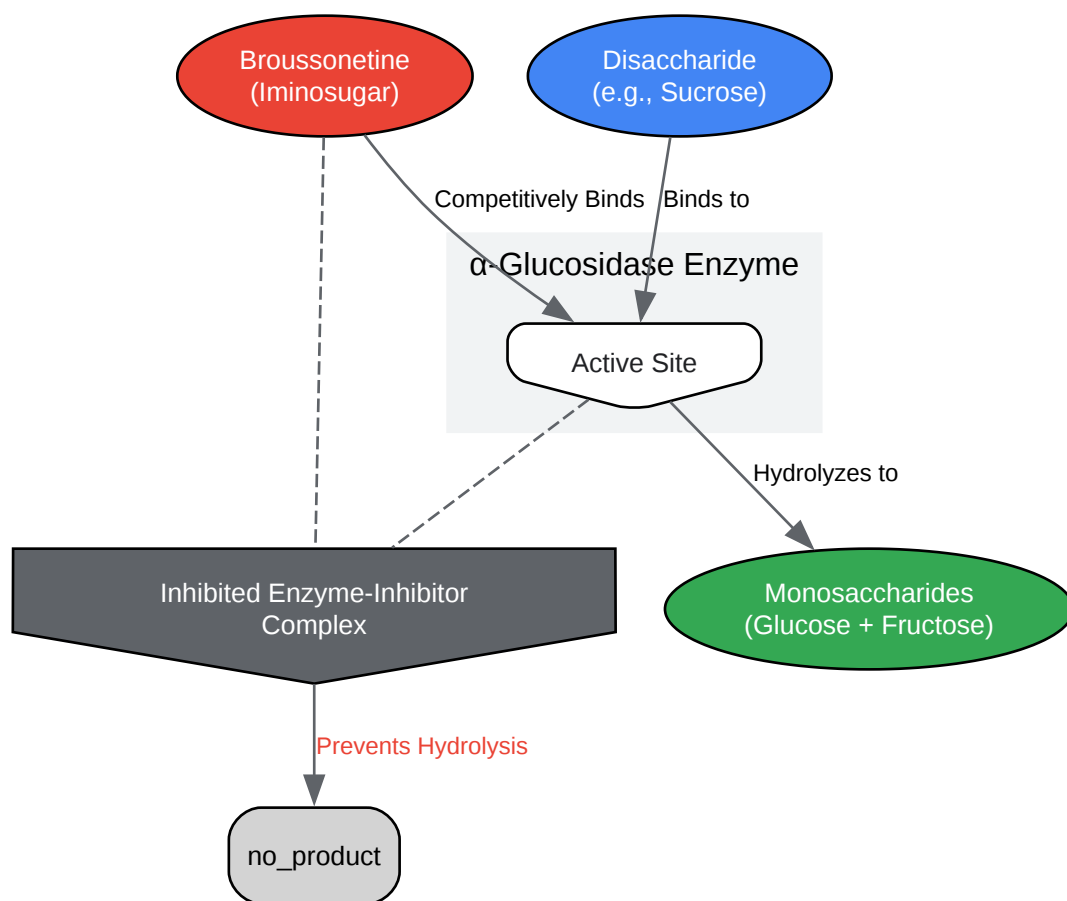 Broussonetine
(Iminosugar)
Disaccharide
(e.g., Sucrose)
Competitively Binds
Binds to
α-Glucosidase Enzyme
Active Site
Hydrolyzes to
Inhibited Enzyme-Inhibitor
Complex
Monosaccharides
(Glucose + Fructose)
Prevents Hydrolysis
no_product